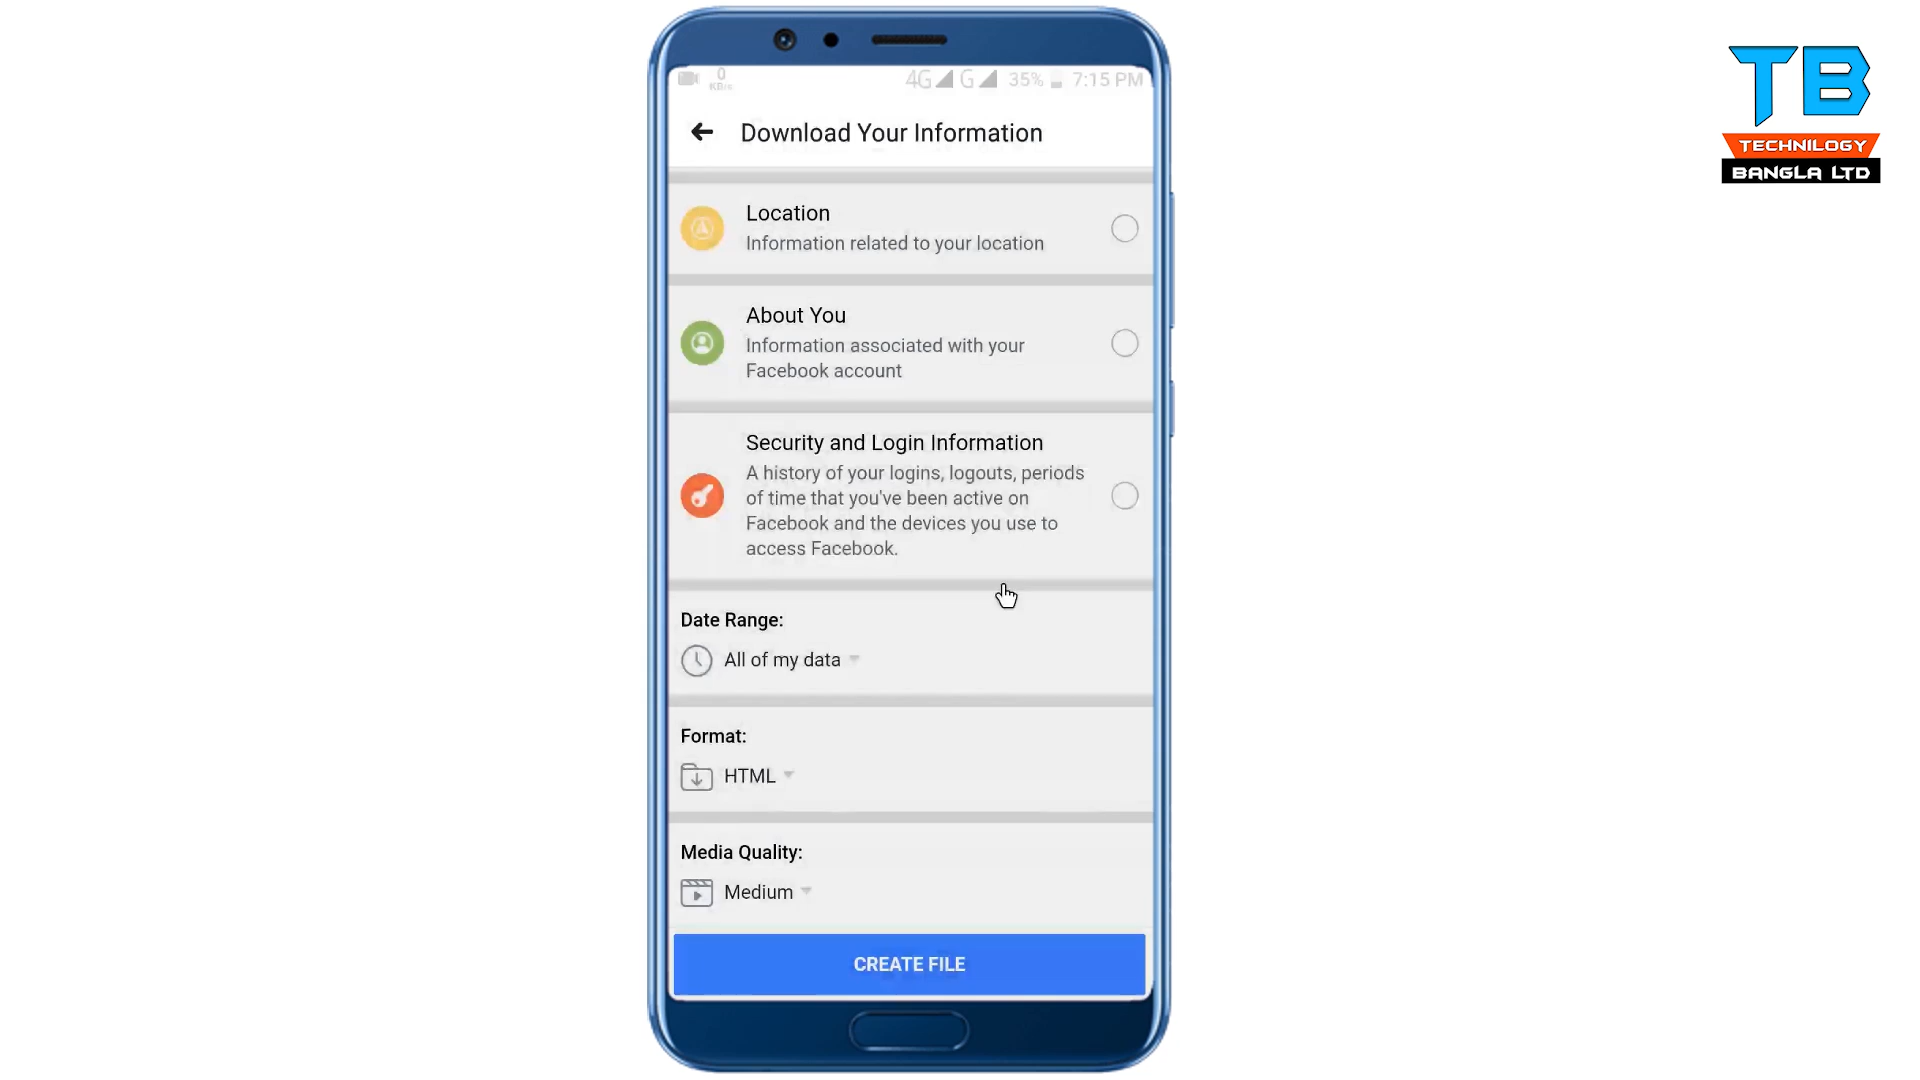 0
KB/s
4G G 35% 7:15 PM
Download Your Information
Location
Information related to your location
About You
Information associated with your
Facebook account
Security and Login Information
A history of your logins, logouts, periods
of time that you've been active on
Facebook and the devices you use to
access Facebook.
Date Range:
All of my data
Format:
HTML
Media Quality:
Medium
CREATE FILE
TB
TECHNILOGY
BANGLA LTD